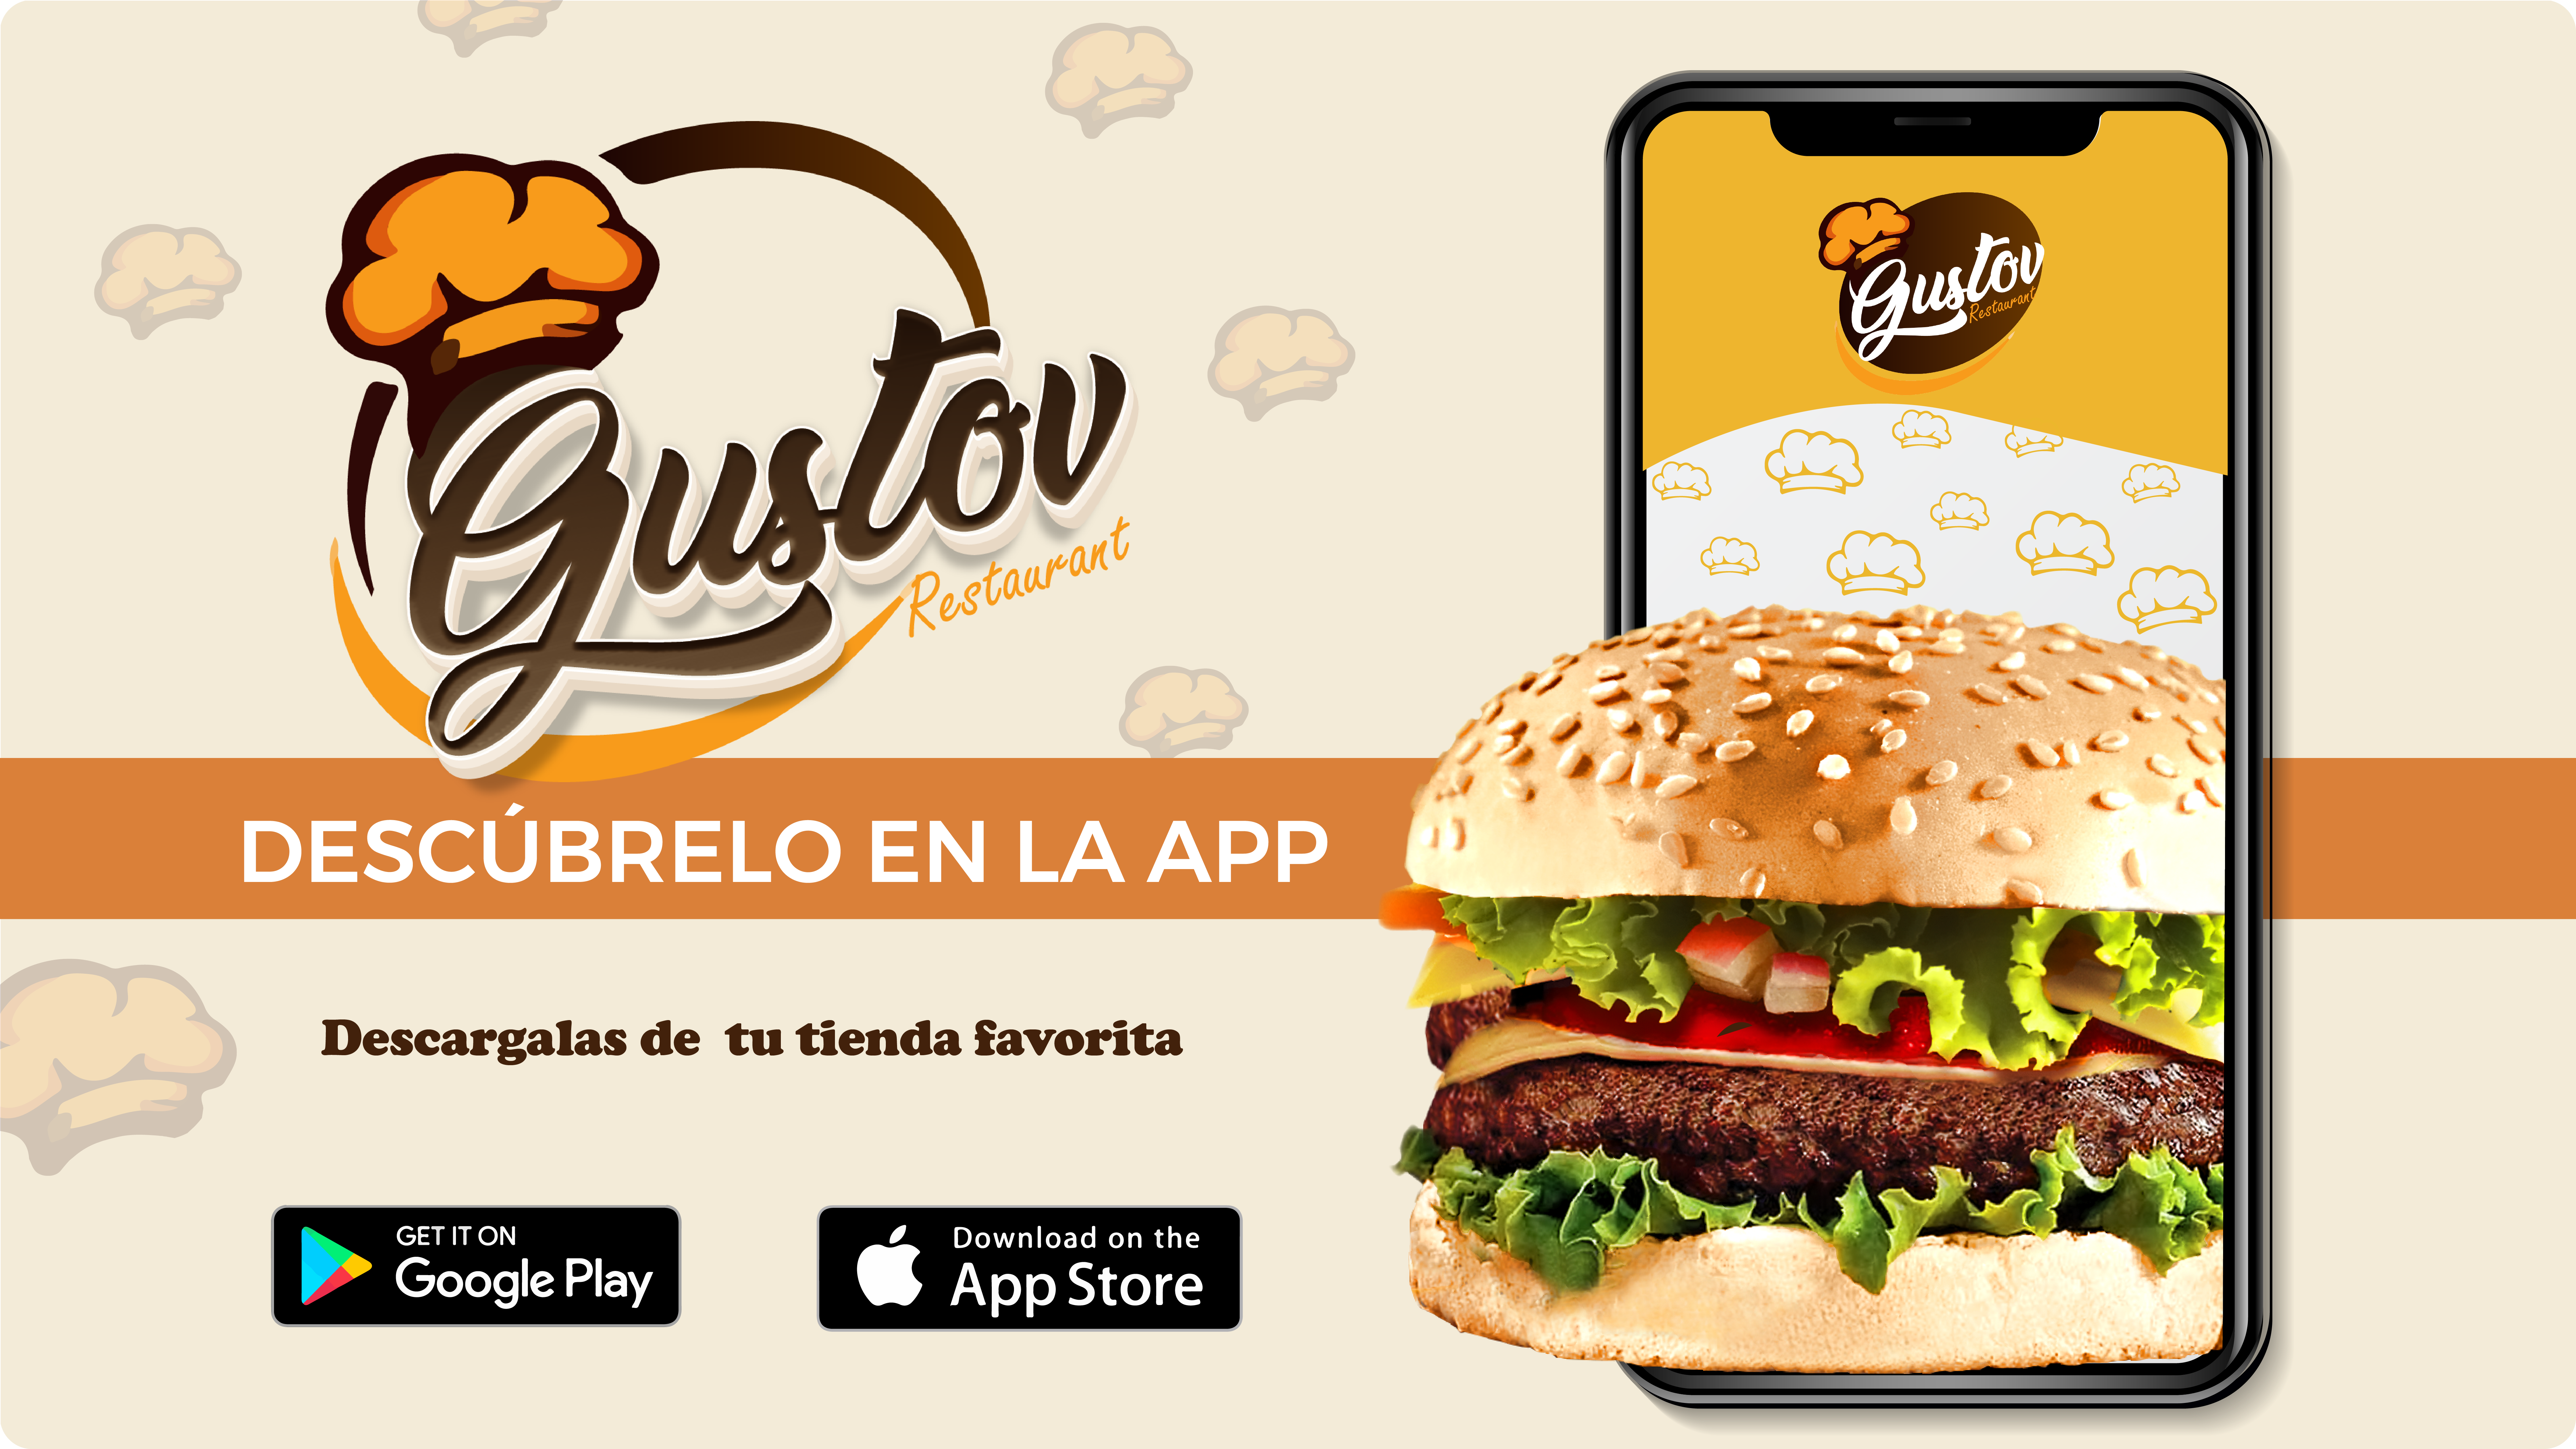 Gustov
Restaurant
Gustov
Restaurant
DESCÚBRELO EN LA APP
Descargalas de tu tienda favorita
GET IT ON
Google Play
Download on the
App Store